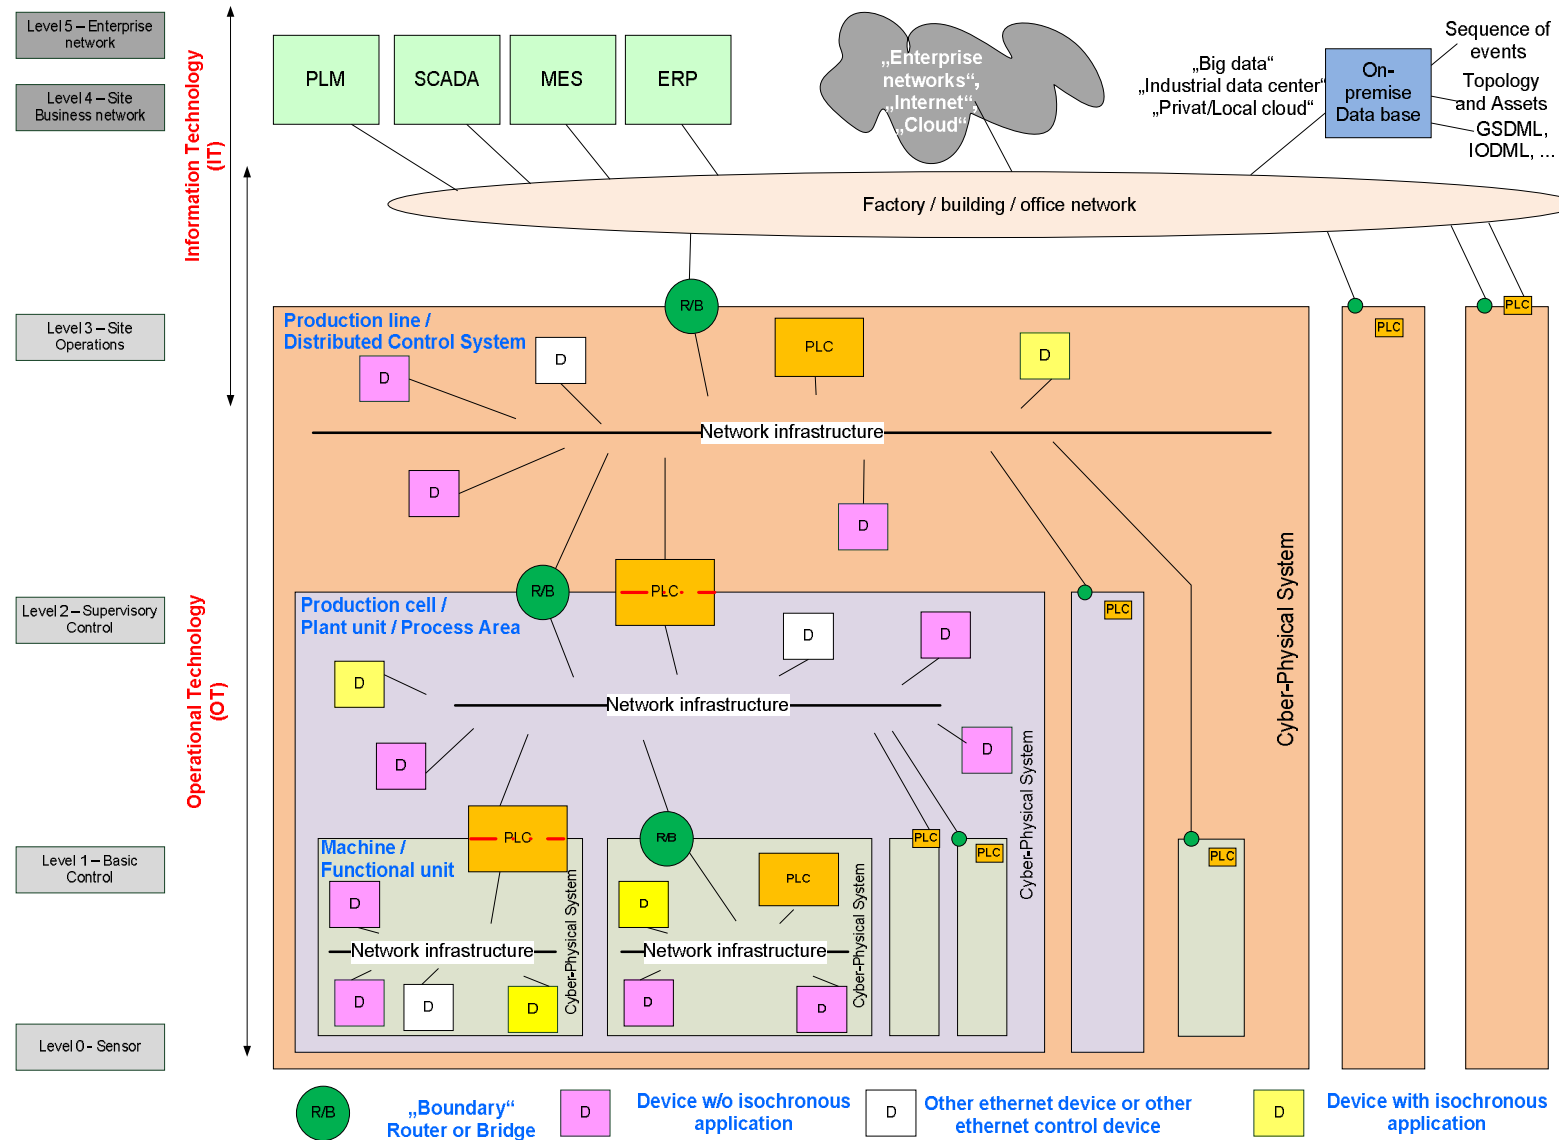 Level 5 – Enterprise
network
Level 4 – Site
Business network
Information Technology
(IT)
PLM
SCADA
MES
ERP
„Enterprise
networks“,
„Internet“,
„Cloud“
„Big data“
„Industrial data center“
„Privat/Local cloud“
On-
premise
Data base
Sequence of
events
Topology
and Assets
GSDML,
IODML, ...
Factory / building / office network
Level 3 – Site
Operations
R/B
Production line /
Distributed Control System
D
D
PLC
D
PLC
PLC
Network infrastructure
D
D
Cyber-Physical System
Level 2 – Supervisory
Control
Operational Technology
(OT)
R/B
PLC
Production cell /
Plant unit / Process Area
D
D
D
PLC
Network infrastructure
D
D
Cyber-Physical System
Level 1 – Basic
Control
PLC
Machine /
Functional unit
D
Network infrastructure
D
D
D
Cyber-Physical System
R/B
PLC
D
Network infrastructure
D
D
Cyber-Physical System
PLC
PLC
PLC
Level 0 - Sensor
R/B
„Boundary“
Router or Bridge
D
Device w/o isochronous
application
D
Other ethernet device or other
ethernet control device
D
Device with isochronous
application